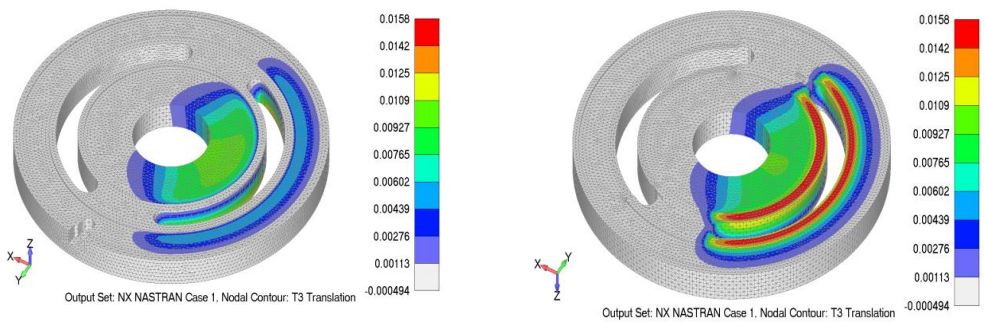 0.0158
0.0142
0.0125
0.0109
0.00927
0.00765
0.00602
0.00439
0.00276
0.00113
-0.000494
X
Z
Y
Output Set: NX NASTRAN Case 1, Nodal Contour: T3 Translation
0.0158
0.0142
0.0125
0.0109
0.00927
0.00765
0.00602
0.00439
0.00276
0.00113
-0.000494
X
Y
Z
Output Set: NX NASTRAN Case 1, Nodal Contour: T3 Translation